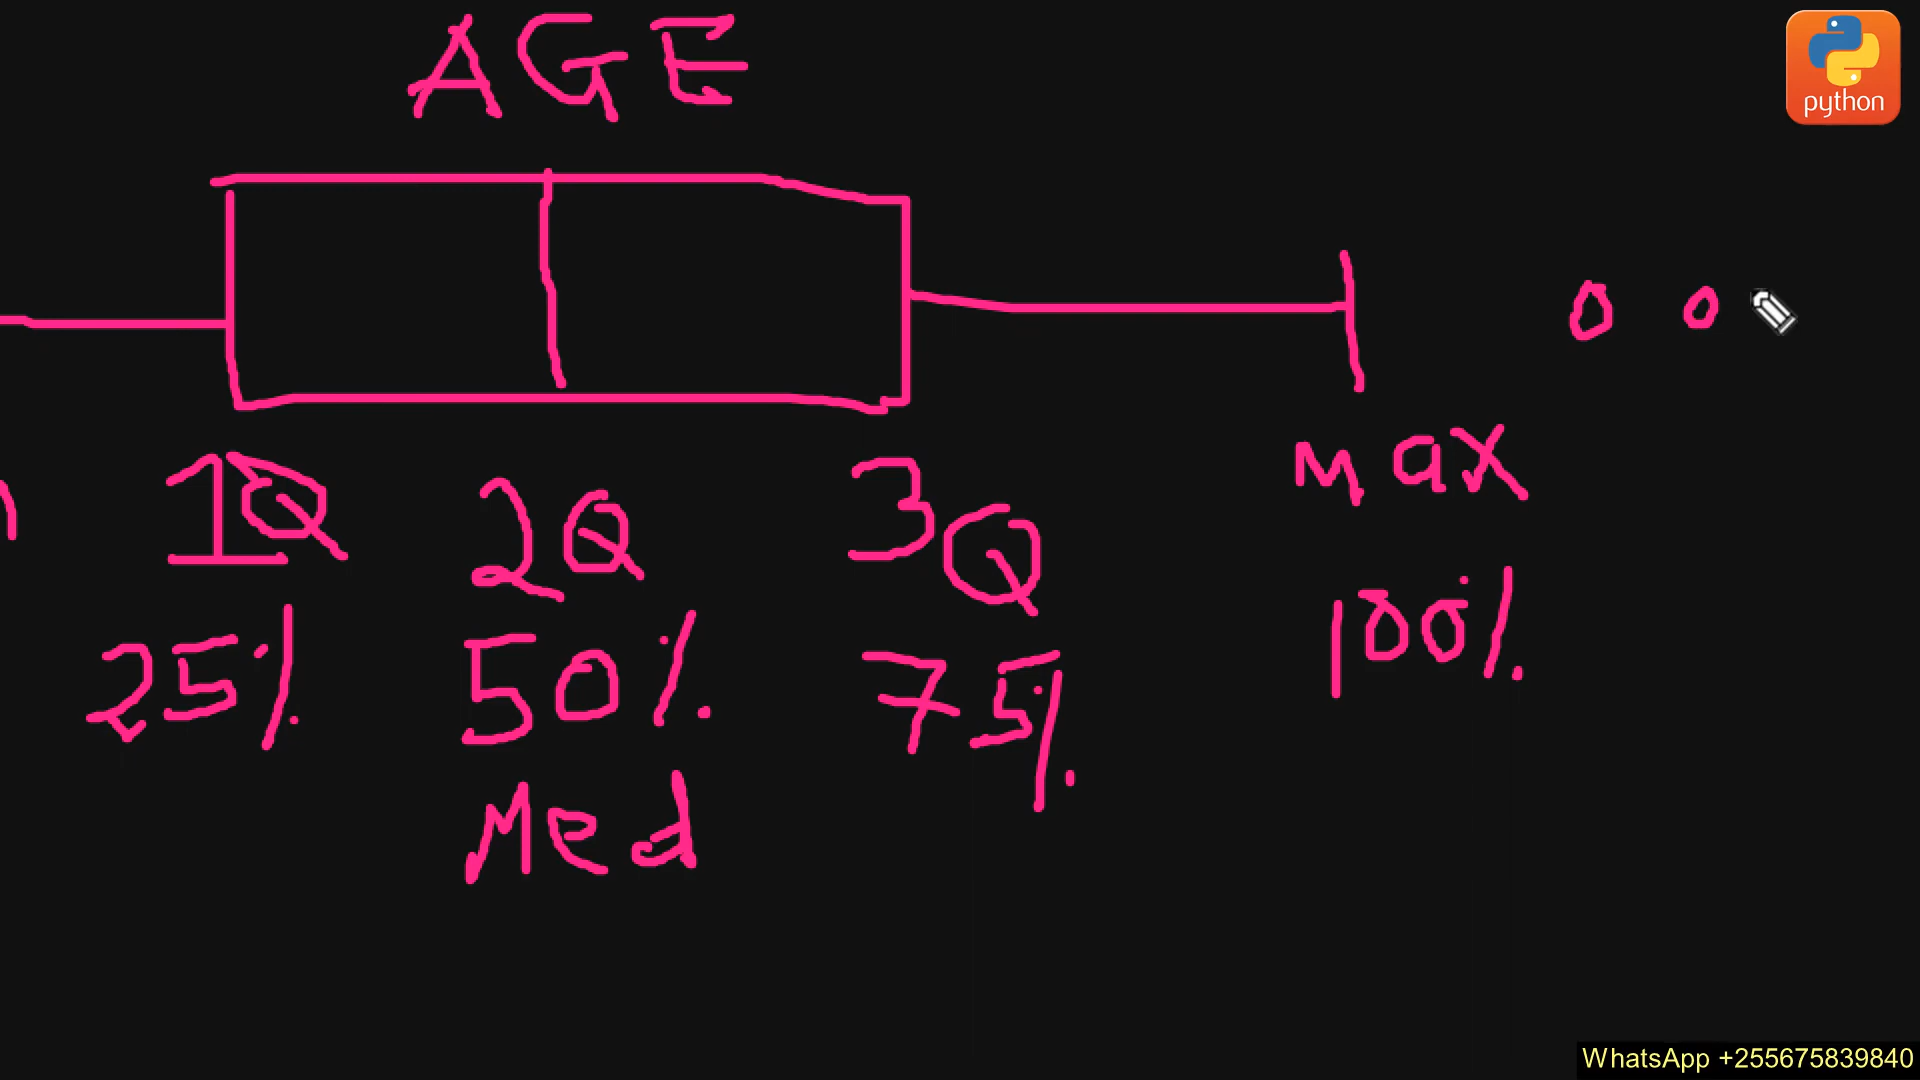 AGE
python
1Q 2Q 3Q Max
25% 50% 75% 100%
Med
WhatsApp +255675839840